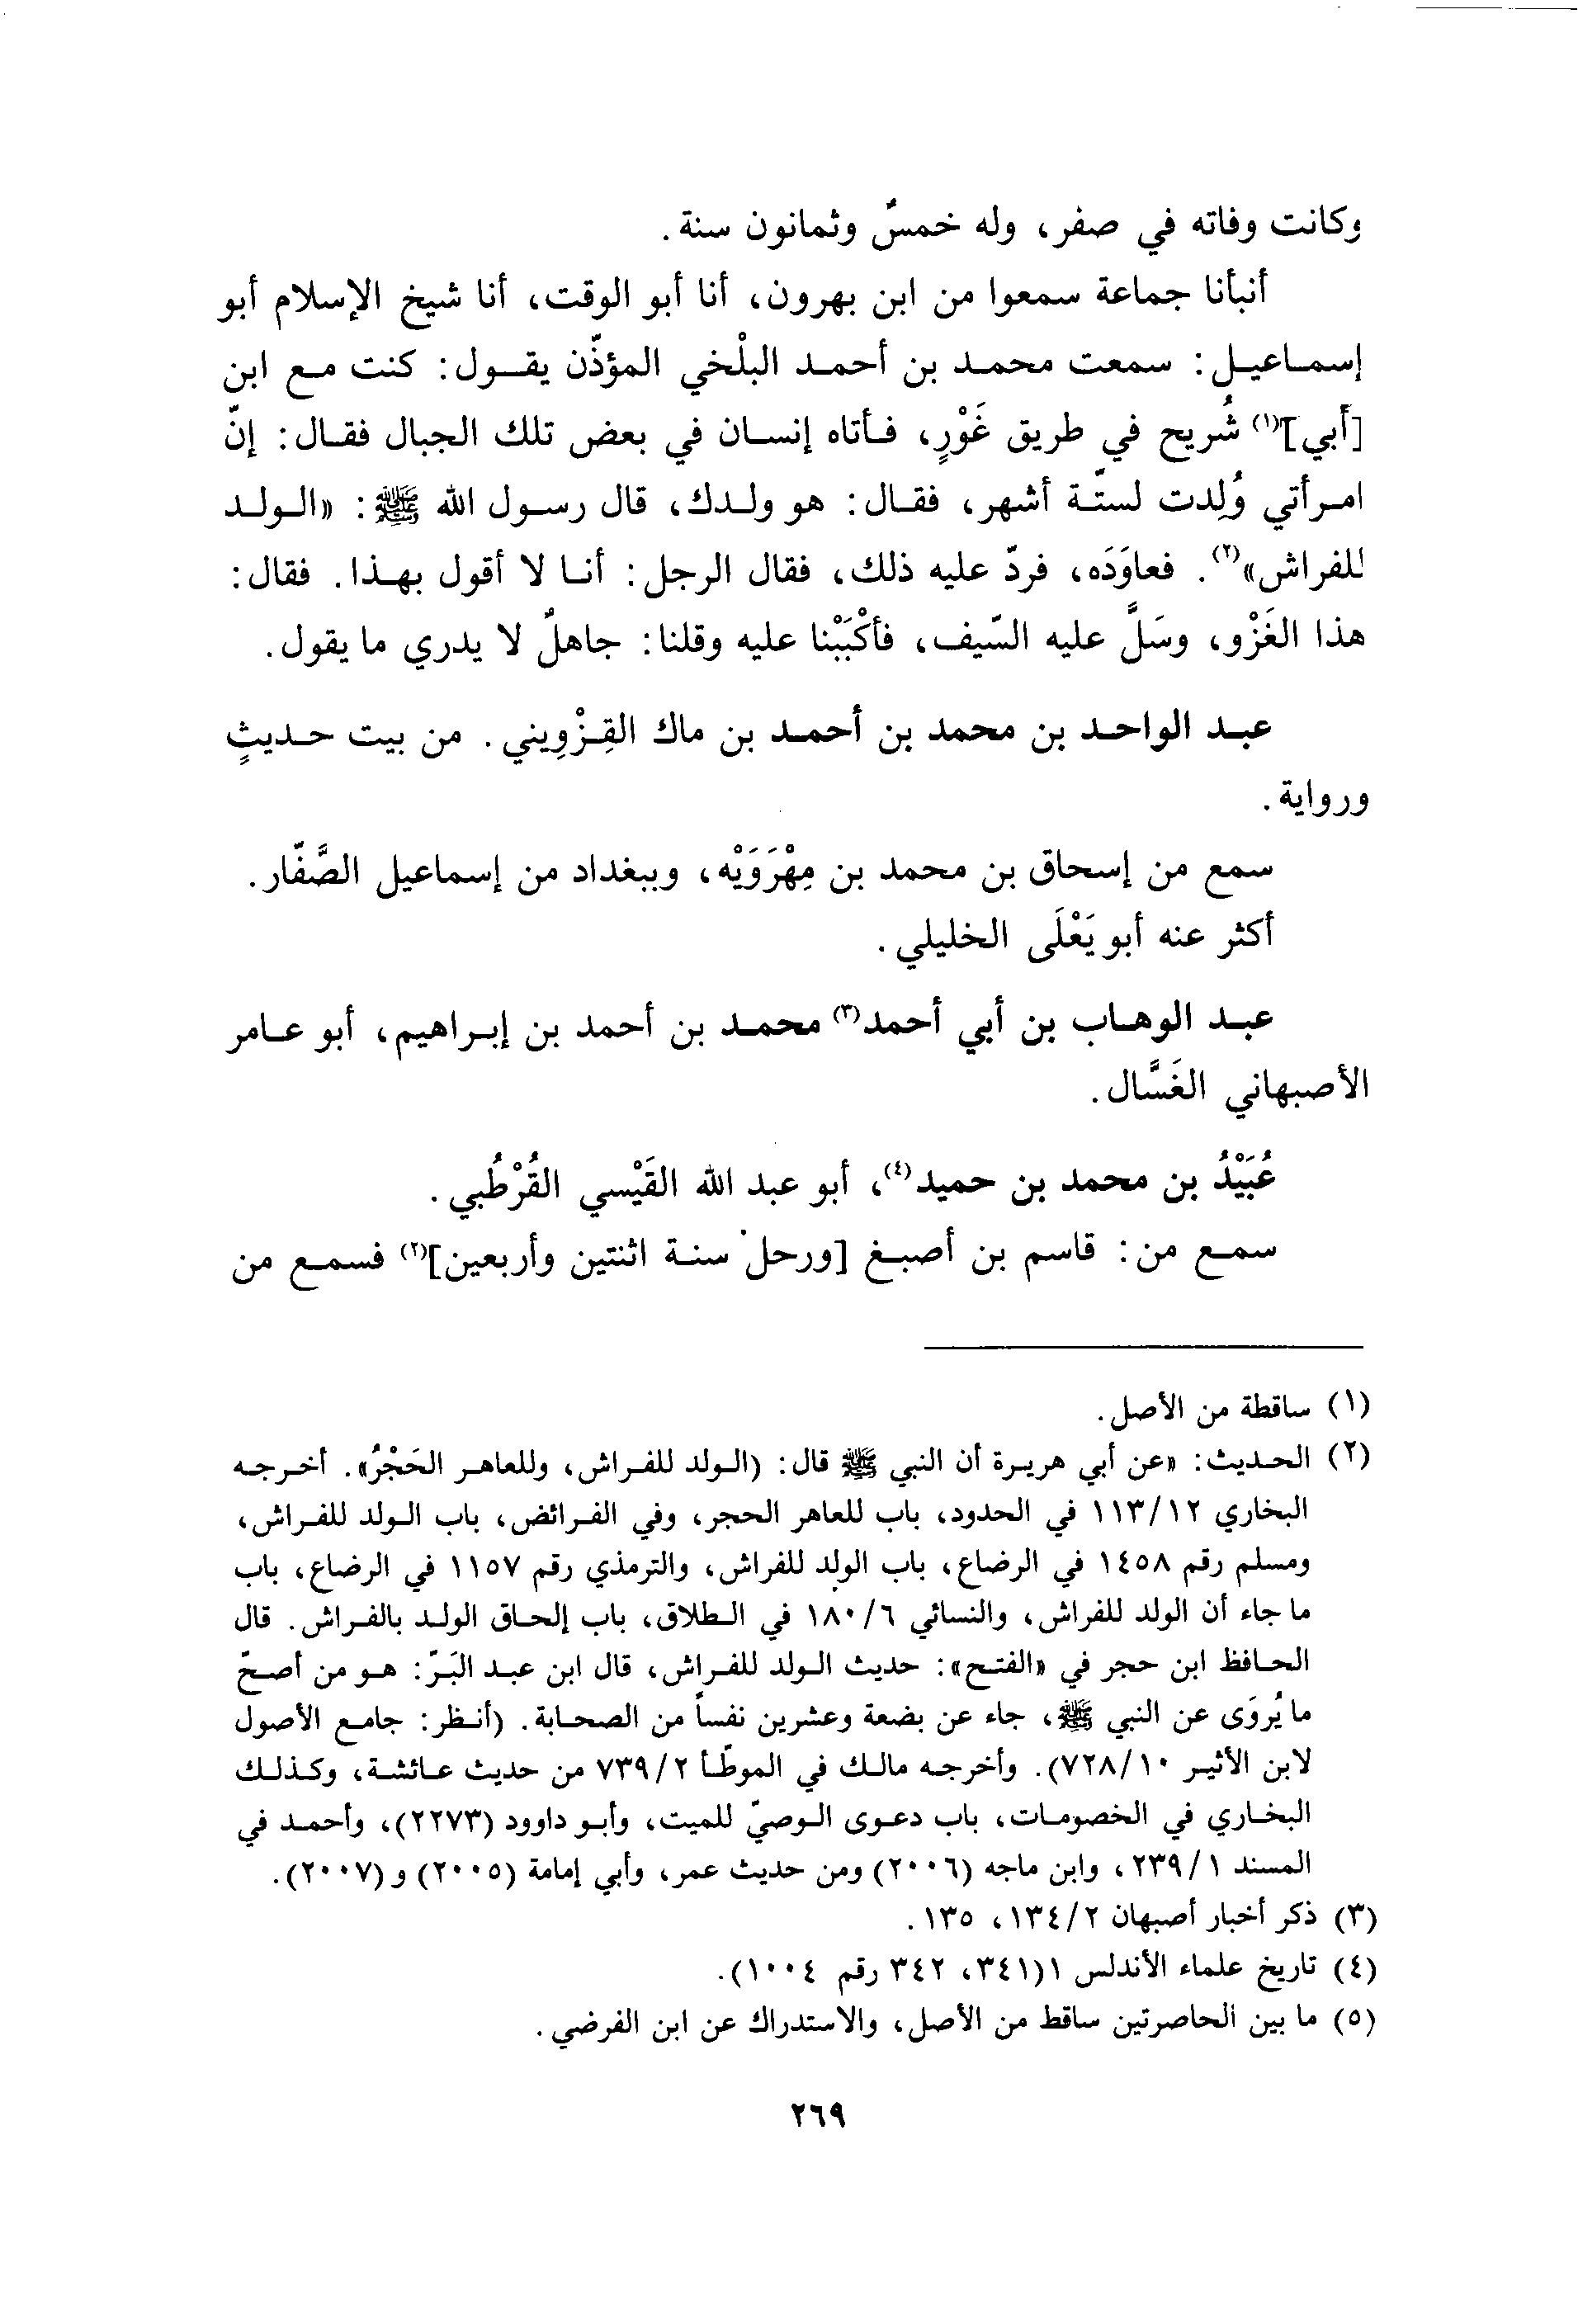 وكانت وفاته في صفر، وله خمسٌ وثمانون سنة.
أنبأنا جماعة سمعوا من ابن بهرون، أنا أبو الوقت، أنا شيخ الإسلام أبو
إسماعيل: سمعت محمد بن أحمد البلْخي المؤذّن يقول: كنت مع ابن
[أبي](١) شُريح في طريق غَوْرٍ، فأتاه إنسان في بعض تلك الجبال فقال: إنّ
امرأتي وُلِدت لستّة أشهر، فقال: هو ولدك، قال رسول الله ﷺ: «الولد
للفراش»(٢). فعاوَدَه، فردّ عليه ذلك، فقال الرجل: أنا لا أقول بهذا. فقال:
هذا الغَزْو، وسَلَّ عليه السّيف، فأكْبَبْنا عليه وقلنا: جاهلٌ لا يدري ما يقول.
عبد الواحد بن محمد بن أحمد بن ماك القِزْوِيني. من بيت حديثٍ
ورواية.
سمع من إسحاق بن محمد بن مِهْرَوَيْه، وببغداد من إسماعيل الصَّفّار.
أكثر عنه أبو يَعْلَى الخليلي.
عبد الوهاب بن أبي أحمد(٣) محمد بن أحمد بن إبراهيم، أبو عامر
الأصبهاني الغَسَّال.
عُبَيْدُ بن محمد بن حميد(٤)، أبو عبد الله القَيْسي القُرْطُبي.
سمع من: قاسم بن أصبغ [ورحل سنة اثنتين وأربعين](٢) فسمع من
(١) ساقطة من الأصل.
(٢) الحديث: «عن أبي هريرة أن النبي ﷺ قال: (الولد للفراش، وللعاهر الحَجْرُ». أخرجه
البخاري ١١٣/١٢ في الحدود، باب للعاهر الحجر، وفي الفرائض، باب الولد للفراش،
ومسلم رقم ١٤٥٨ في الرضاع، باب الولد للفراش، والترمذي رقم ١١٥٧ في الرضاع، باب
ما جاء أن الولد للفراش، والنسائي ١٨٠/٦ في الطلاق، باب إلحاق الولد بالفراش. قال
الحافظ ابن حجر في «الفتح»: حديث الولد للفراش، قال ابن عبد البَرّ: هو من أصحّ
ما يُروَى عن النبي ﷺ، جاء عن بضعة وعشرين نفساً من الصحابة. (أنظر: جامع الأصول
لابن الأثير ٧٢٨/١٠). وأخرجه مالك في الموطّأ ٧٣٩/٢ من حديث عائشة، وكذلك
البخاري في الخصومات، باب دعوى الوصيّ للميت، وأبو داوود (٢٢٧٣)، وأحمد في
المسند ٢٣٩/١، وابن ماجه (٢٠٠٦) ومن حديث عمر، وأبي إمامة (٢٠٠٥) و (٢٠٠٧).
(٣) ذكر أخبار أصبهان ١٣٤/٢، ١٣٥.
(٤) تاريخ علماء الأندلس ١(٣٤١، ٣٤٢ رقم ١٠٠٤).
(٥) ما بين الحاصرتين ساقط من الأصل، والاستدراك عن ابن الفرضي.
٢٦٩